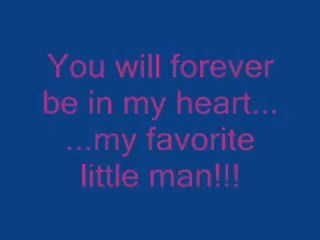 You will forever
be in my heart...
...my favorite
little man!!!